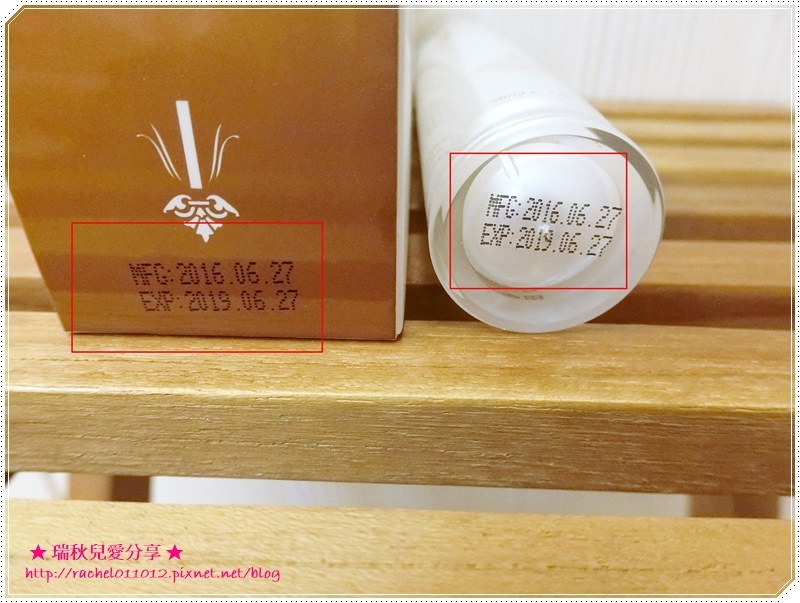 MFG:2016.06.27
EXP:2019.06.27
MFG:2016.06.27
EXP:2019.06.27
★ 瑞秋兒愛分享 ★
http://rachel011012.pixnet.net/blog